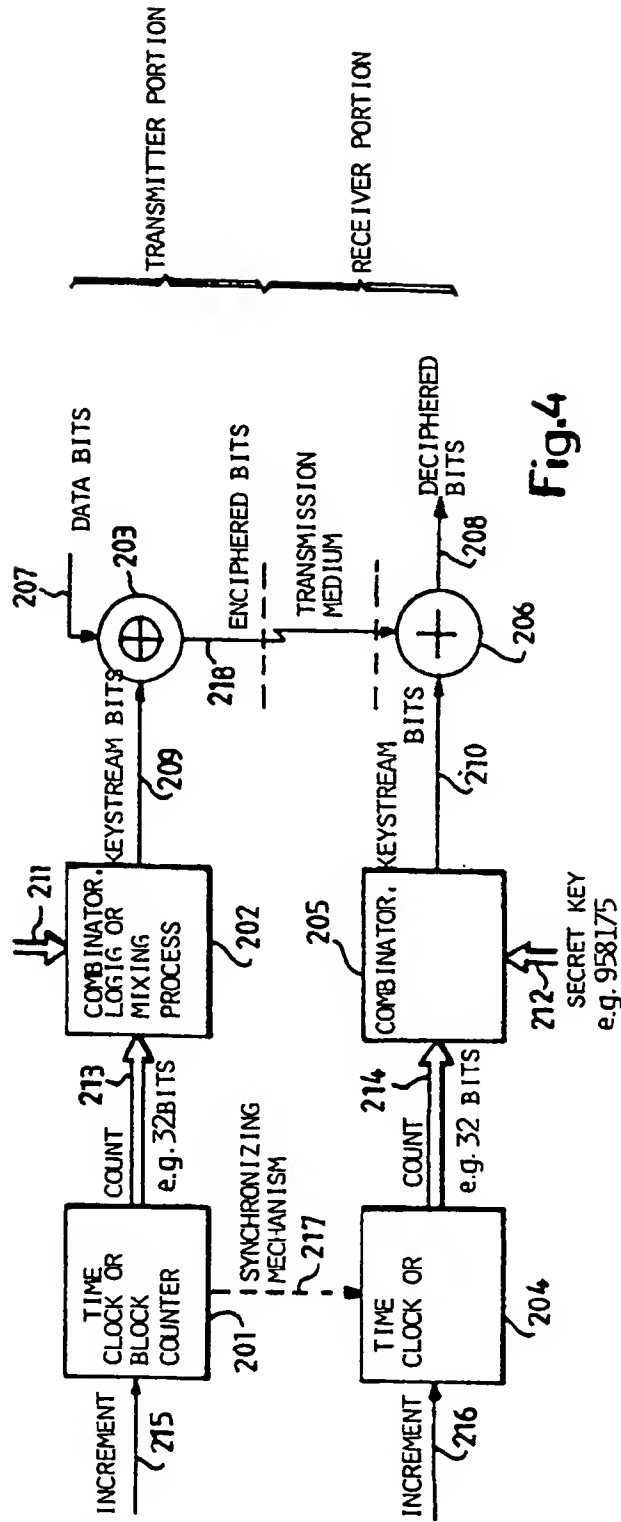 TRANSMITTER PORTION
RECEIVER PORTION
207
DATA BITS
203
218
ENCIPHERED BITS
TRANSMISSION
MEDIUM
DECIPHERED
BITS
208
206
Fig.4
211
COMBINATOR.
LOGIG OR
MIXING
PROCESS
202
KEYSTREAM BITS
209
205
COMBINATOR.
KEYSTREAM
BITS
210
212
SECRET KEY
e.g. 958175
213
COUNT
e.g. 32BITS
214
COUNT
e.g. 32 BITS
TIME
CLOCK OR
BLOCK
COUNTER
201
SYNCHRONIZING
MECHANISM
217
TIME
CLOCK OR
204
INCREMENT
215
INCREMENT
216